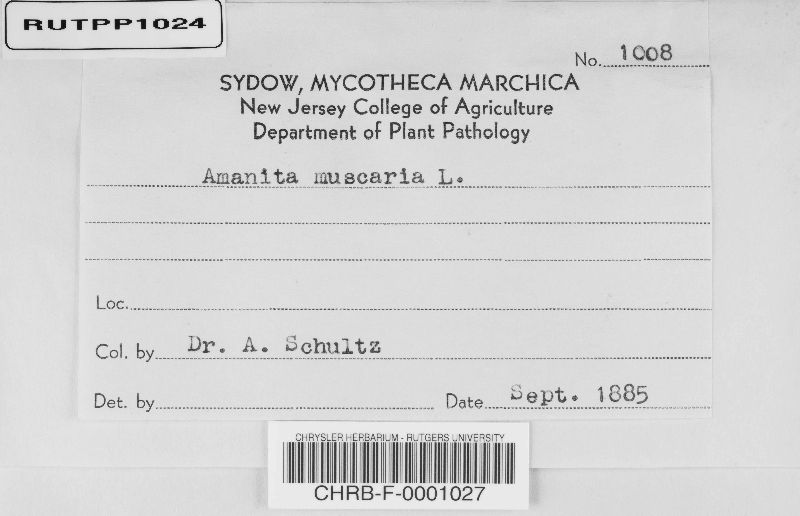 RUTPP1024
No. 1008
SYDOW, MYCOTHECA MARCHICA
New Jersey College of Agriculture
Department of Plant Pathology
Amanita muscaria L.
Loc.
Col. by Dr. A. Schultz
Det. by Date Sept. 1885
CHRYSLER HERBARIUM - RUTGERS UNIVERSITY
CHRB-F-0001027